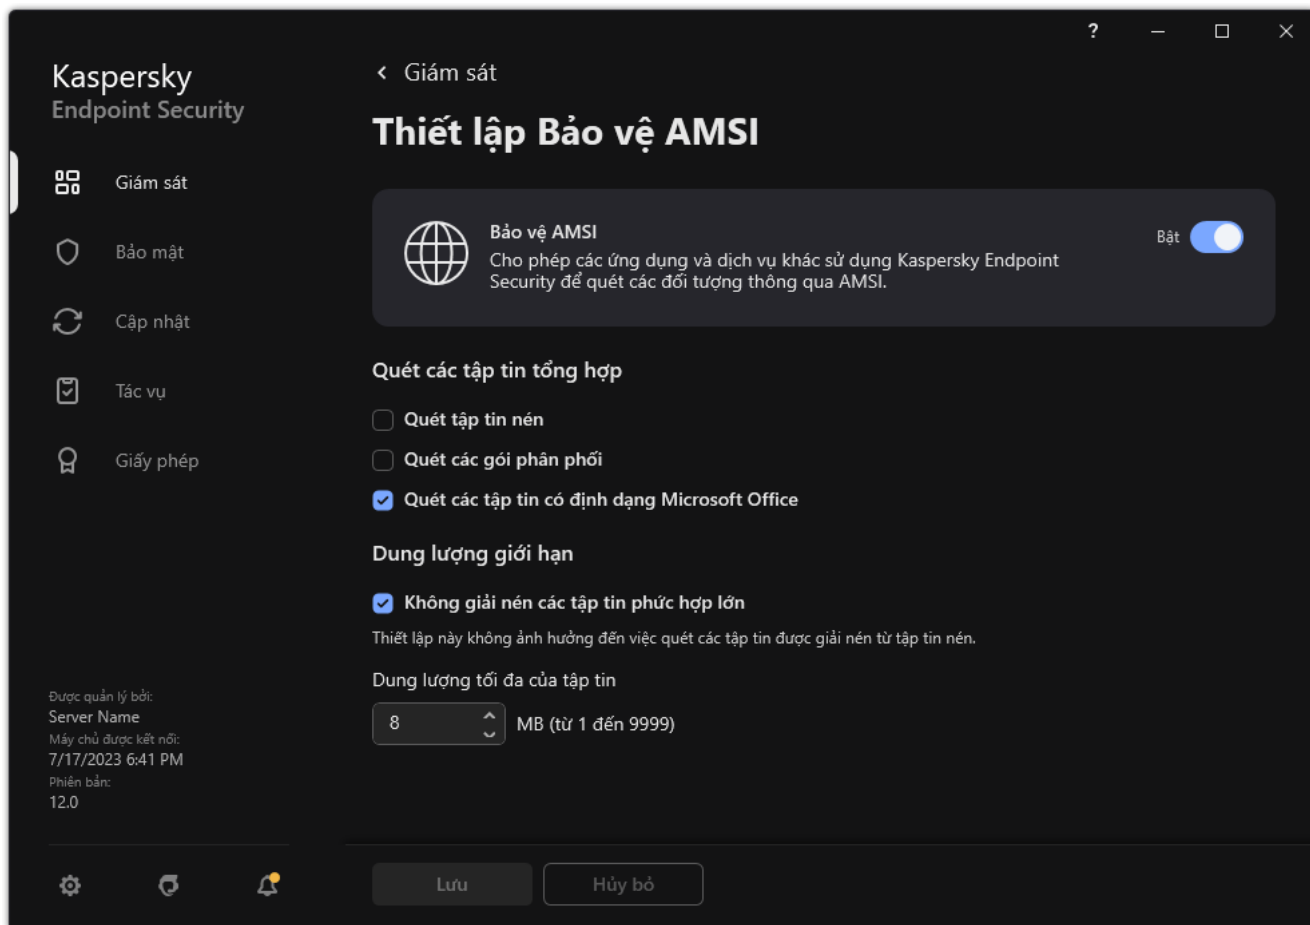 ?
Kaspersky
Endpoint Security
Giám sát
Bảo mật
Cập nhật
Tác vụ
Giấy phép
Được quản lý bởi:
Server Name
Máy chủ được kết nối:
7/17/2023 6:41 PM
Phiên bản:
12.0
Giám sát
Thiết lập Bảo vệ AMSI
Bảo vệ AMSI
Cho phép các ứng dụng và dịch vụ khác sử dụng Kaspersky Endpoint
Security để quét các đối tượng thông qua AMSI.
Bật
Quét các tập tin tổng hợp
Quét tập tin nén
Quét các gói phân phối
Quét các tập tin có định dạng Microsoft Office
Dung lượng giới hạn
Không giải nén các tập tin phức hợp lớn
Thiết lập này không ảnh hưởng đến việc quét các tập tin được giải nén từ tập tin nén.
Dung lượng tối đa của tập tin
8 MB (từ 1 đến 9999)
Lưu
Hủy bỏ